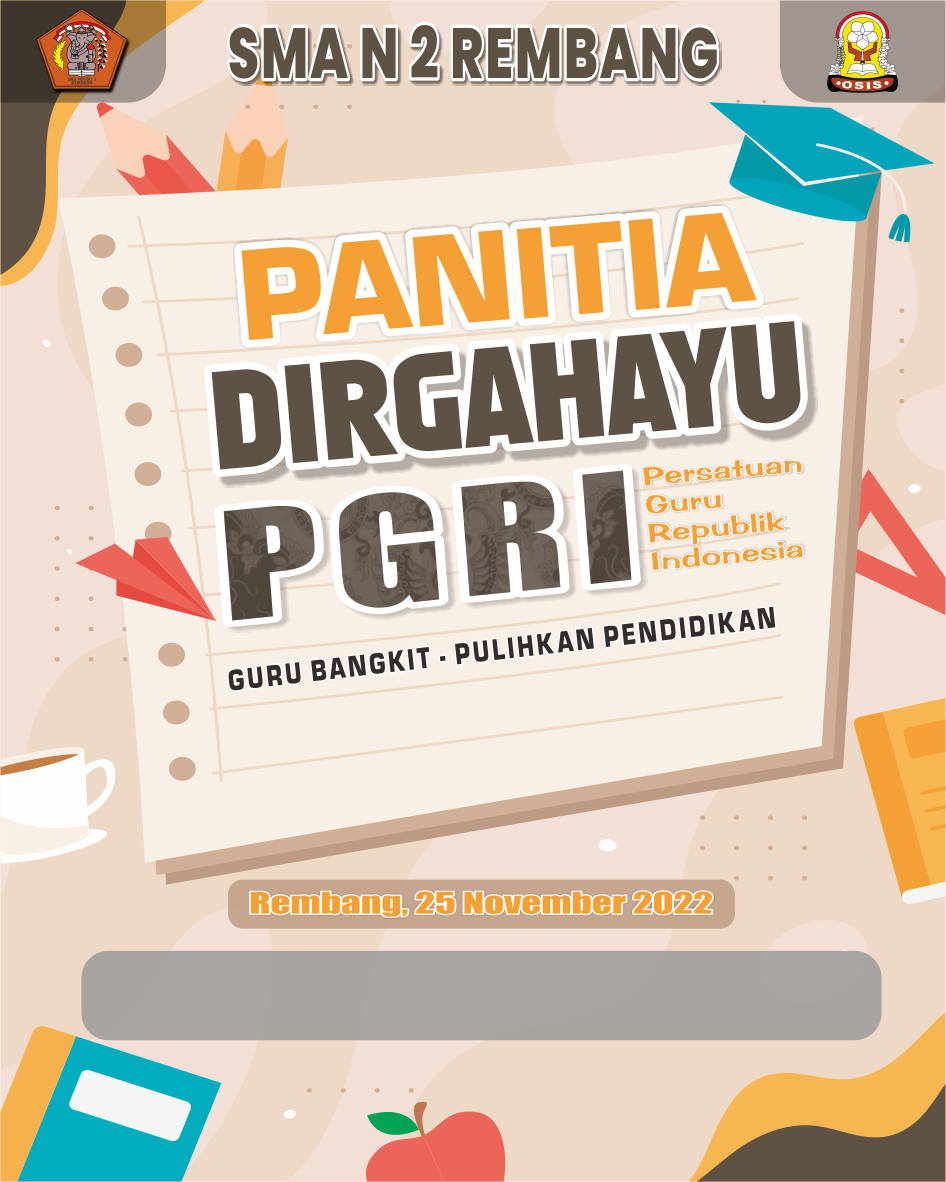 SMA N 2 REMBANG
OSIS
PANITIA
DIRGAHAYU
PGRI
Persatuan
Guru
Republik
Indonesia
GURU BANGKIT - PULIHKAN PENDIDIKAN
Rembang, 25 November 2022